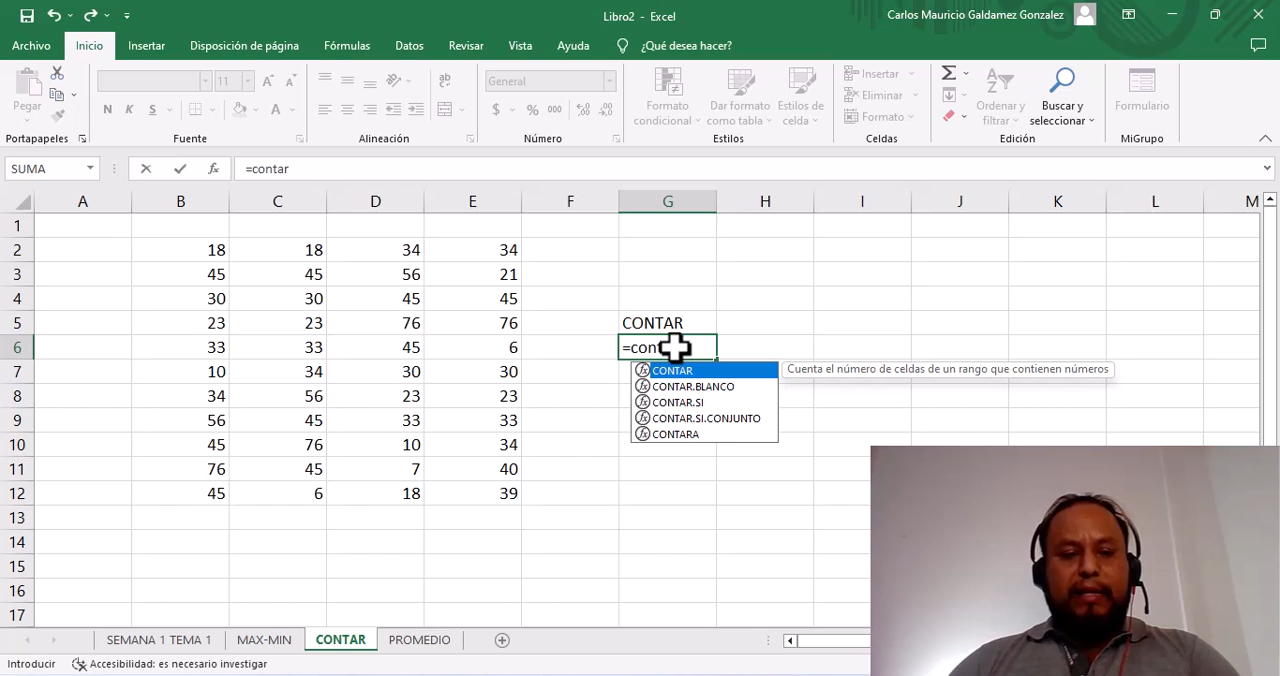 Libro2 - Excel
Carlos Mauricio Galdamez Gonzalez
Archivo Inicio Insertar Disposición de página Fórmulas Datos Revisar Vista Ayuda ¿Qué desea hacer?
Pegar
11
General
N K S
A
$ % 000
Formato condicional
Dar formato como tabla
Estilos de celda
Insertar
Eliminar
Formato
Ordenar y filtrar
Buscar y seleccionar
Formulario
Portapapeles Fuente Alineación Número Estilos Celdas Edición MiGrupo
SUMA fx =contar
A B C D E F G H I J K L M
1
2 18 18 34 34
3 45 45 56 21
4 30 30 45 45
5 23 23 76 76 CONTAR
6 33 33 45 6
7 10 34 30 30
8 34 56 23 23
9 56 45 33 33
10 45 76 10 34
11 76 45 7 40
12 45 6 18 39
13
14
15
16
17
CONTAR
CONTAR.BLANCO
CONTAR.SI
CONTAR.SI.CONJUNTO
CONTARA
Cuenta el número de celdas de un rango que contienen números
SEMANA 1 TEMA 1 MAX-MIN CONTAR PROMEDIO
Introducir Accesibilidad: es necesario investigar